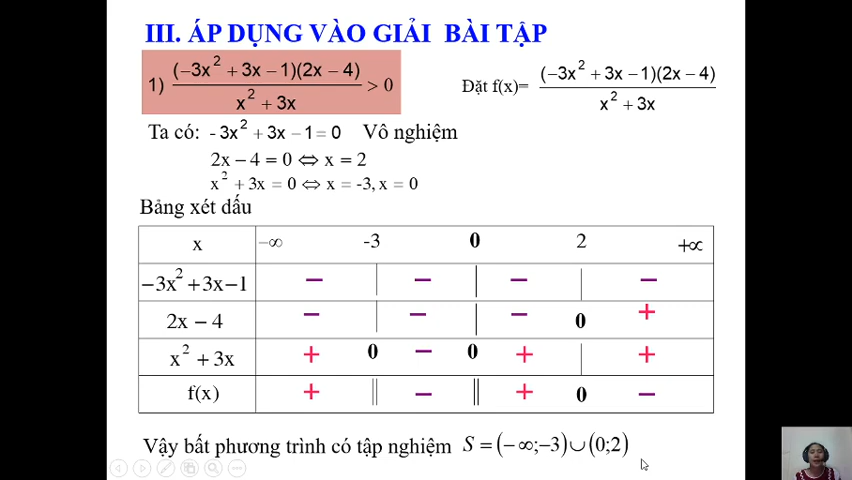 III. ÁP DỤNG VÀO GIẢI BÀI TẬP
1) (−3x² + 3x − 1)(2x − 4) / x² + 3x > 0
Đặt f(x)= (−3x² + 3x − 1)(2x − 4) / x² + 3x
Ta có: - 3x² + 3x − 1 = 0 Vô nghiệm
2x − 4 = 0 ⇔ x = 2
x² + 3x = 0 ⇔ x = -3, x = 0
Bảng xét dấu
x −∞ -3 0 2 +∞
−3x² +3x−1 − | − | − | −
2x − 4 − | − | − 0 +
x² + 3x + 0 − 0 + | +
f(x) + || − || + 0 −
Vậy bất phương trình có tập nghiệm S = (−∞;−3)∪(0;2)